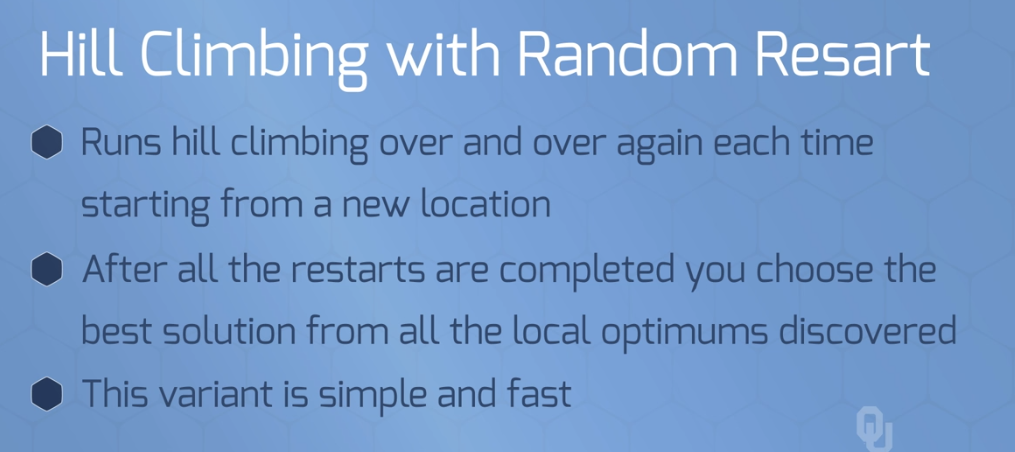 Hill Climbing with Random Resart
Runs hill climbing over and over again each time
starting from a new location
After all the restarts are completed you choose the
best solution from all the local optimums discovered
This variant is simple and fast
OU